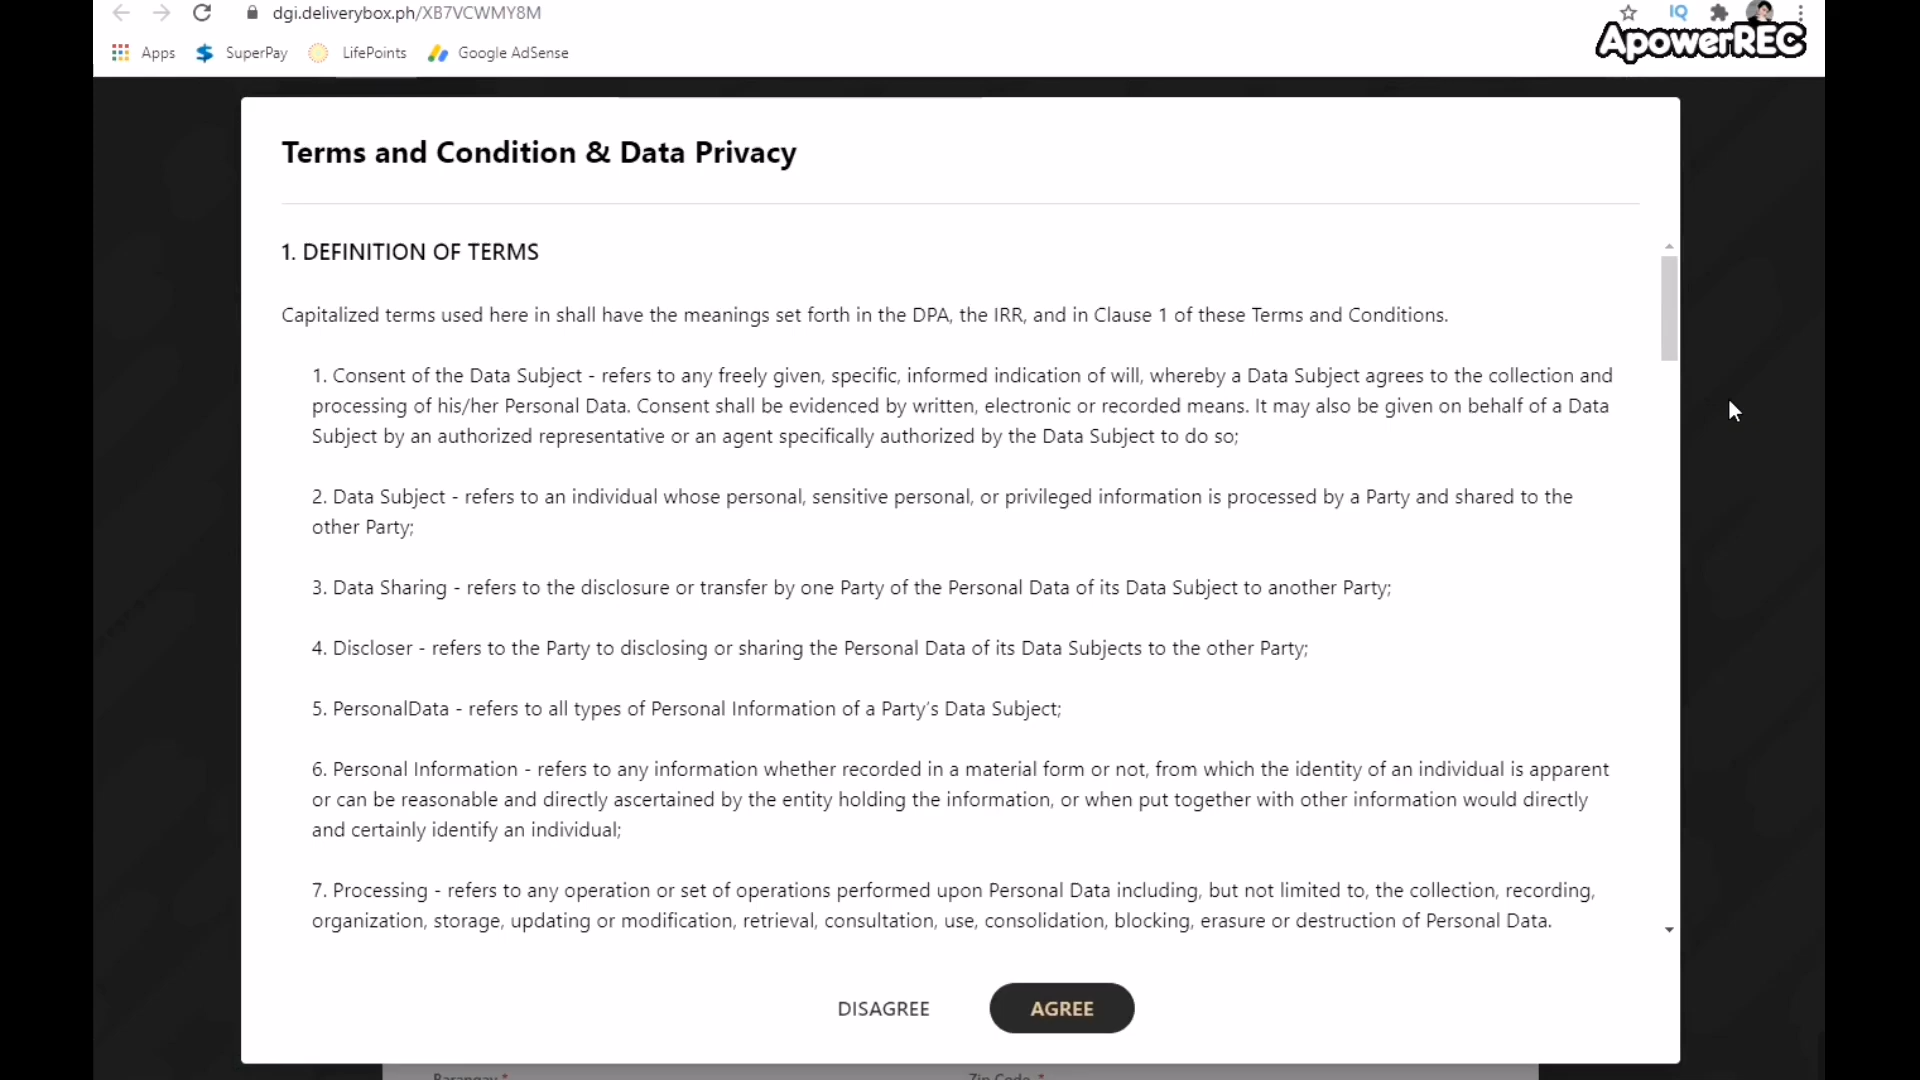 dgi.deliverybox.ph/XB7VCWMY8M
IQ
ApowerREC
Apps SuperPay LifePoints Google AdSense
Terms and Condition & Data Privacy
1. DEFINITION OF TERMS
Capitalized terms used here in shall have the meanings set forth in the DPA, the IRR, and in Clause 1 of these Terms and Conditions.
1. Consent of the Data Subject - refers to any freely given, specific, informed indication of will, whereby a Data Subject agrees to the collection and
processing of his/her Personal Data. Consent shall be evidenced by written, electronic or recorded means. It may also be given on behalf of a Data
Subject by an authorized representative or an agent specifically authorized by the Data Subject to do so;
2. Data Subject - refers to an individual whose personal, sensitive personal, or privileged information is processed by a Party and shared to the
other Party;
3. Data Sharing - refers to the disclosure or transfer by one Party of the Personal Data of its Data Subject to another Party;
4. Discloser - refers to the Party to disclosing or sharing the Personal Data of its Data Subjects to the other Party;
5. PersonalData - refers to all types of Personal Information of a Party's Data Subject;
6. Personal Information - refers to any information whether recorded in a material form or not, from which the identity of an individual is apparent
or can be reasonable and directly ascertained by the entity holding the information, or when put together with other information would directly
and certainly identify an individual;
7. Processing - refers to any operation or set of operations performed upon Personal Data including, but not limited to, the collection, recording,
organization, storage, updating or modification, retrieval, consultation, use, consolidation, blocking, erasure or destruction of Personal Data.
DISAGREE AGREE
Barangay * Zip Code *